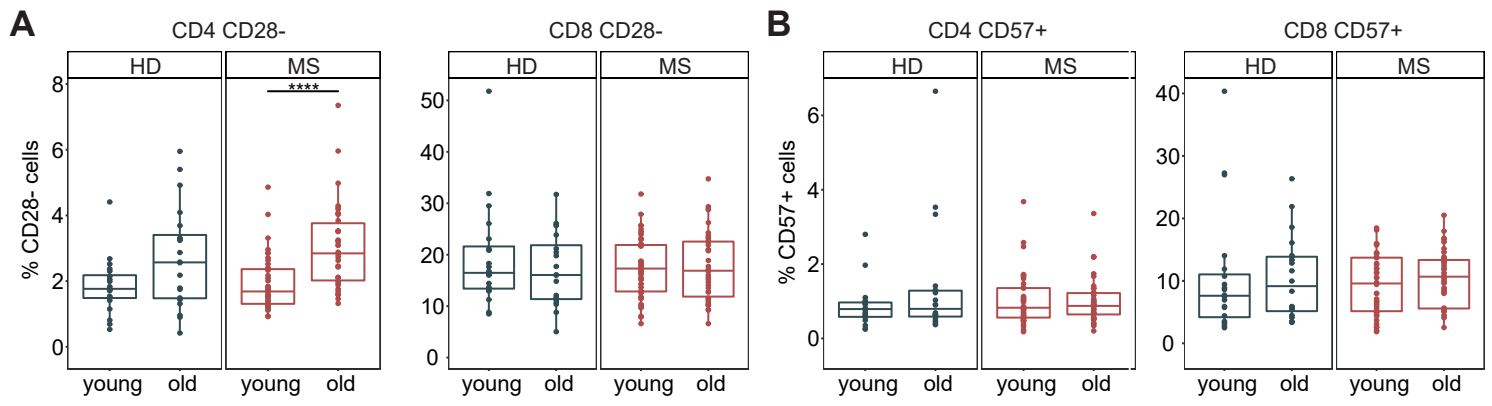 A
B
CD4 CD28-
CD8 CD28-
CD4 CD57+
CD8 CD57+
HD
MS
HD
MS
HD
MS
HD
MS
****
% CD28- cells
8
6
4
2
0
50
40
30
20
10
0
% CD57+ cells
6
4
2
0
40
30
20
10
0
young
old
young
old
young
old
young
old
young
old
young
old
young
old
young
old